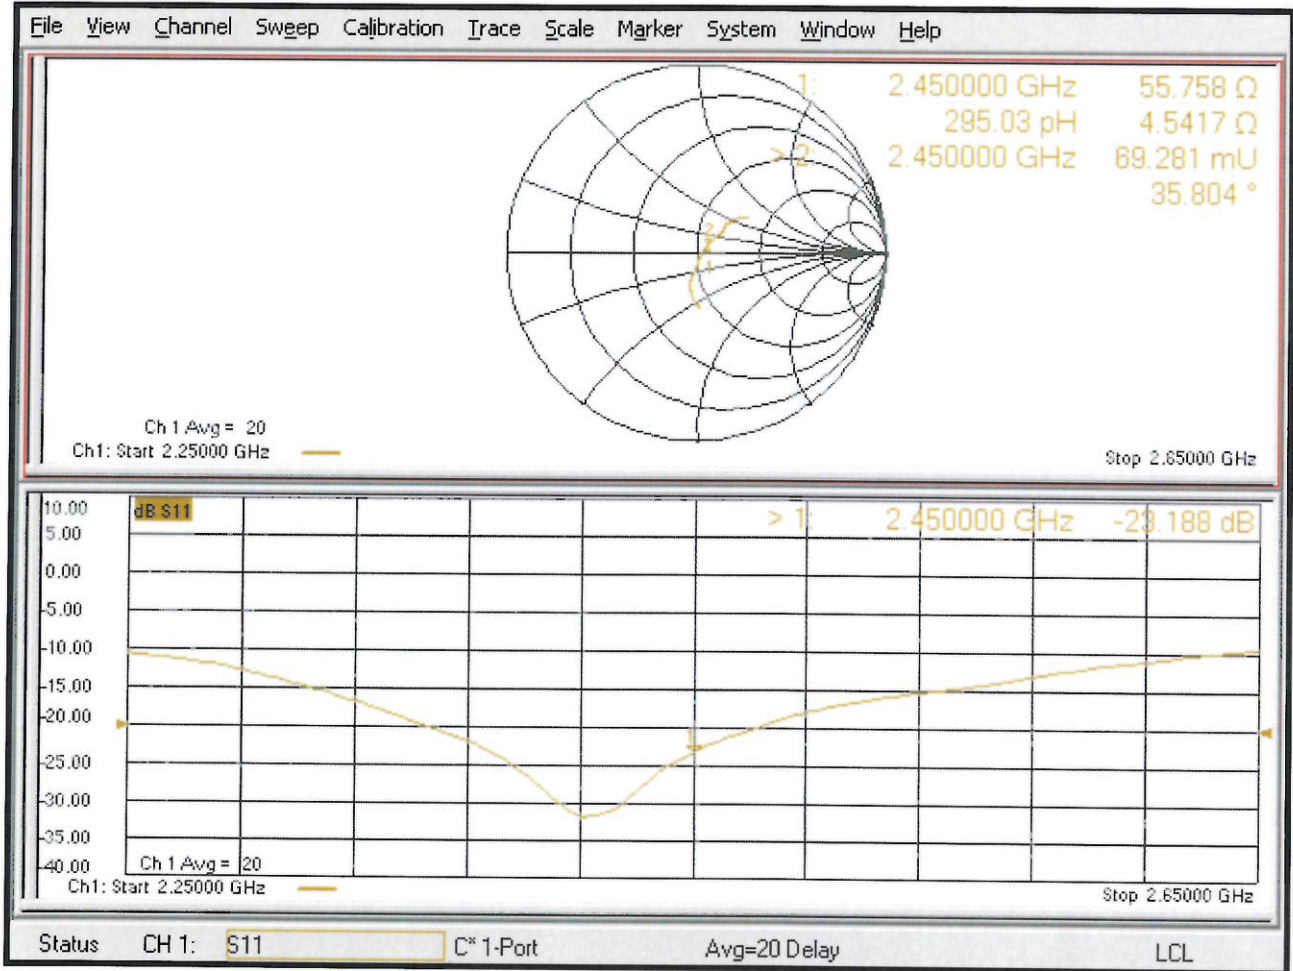 File View Channel Sweep Calibration Trace Scale Marker System Window Help
1: 2.450000 GHz 55.758 Ω
295.03 pH 4.5417 Ω
> 2: 2.450000 GHz 69.281 mU
35.804 °
2
1
Ch 1 Avg = 20
Ch1: Start 2.25000 GHz
Stop 2.65000 GHz
10.00
dB S11
> 1: 2.450000 GHz -23.188 dB
5.00
0.00
-5.00
-10.00
-15.00
-20.00
1
-25.00
-30.00
-35.00
-40.00
Ch 1 Avg = 20
Ch1: Start 2.25000 GHz
Stop 2.65000 GHz
Status CH 1: S11 C* 1-Port Avg=20 Delay LCL